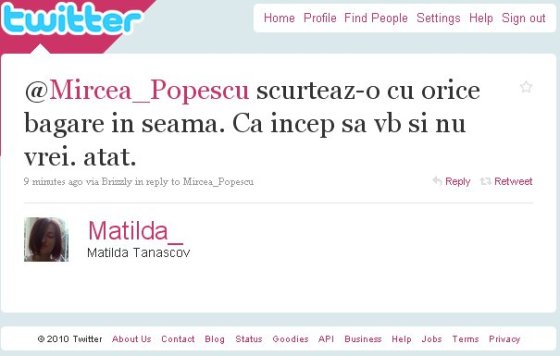 twitter
Home Profile Find People Settings Help Sign out
@Mircea_Popescu scurteaz-o cu orice
bagare in seama. Ca incep sa vb si nu
vrei. atat.
9 minutes ago via Brizzly in reply to Mircea_Popescu
Reply Retweet
Matilda_
Matilda Tanascov
© 2010 Twitter About Us Contact Blog Status Goodies API Business Help Jobs Terms Privacy